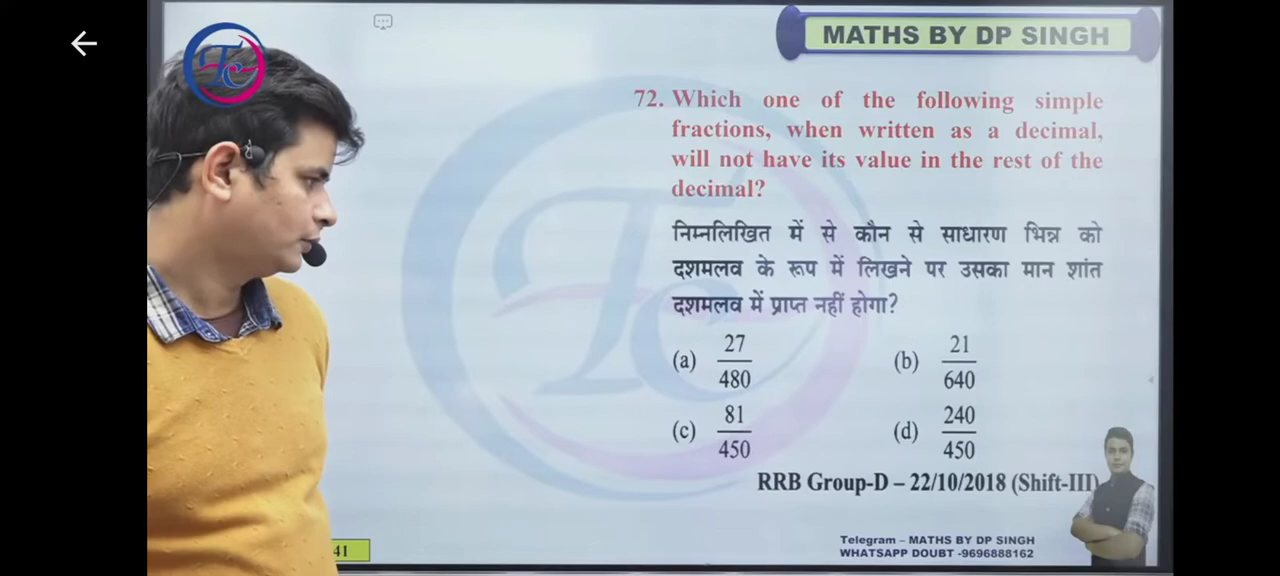 TC
MATHS BY DP SINGH
72. Which one of the following simple
fractions, when written as a decimal,
will not have its value in the rest of the
decimal?
निम्नलिखित में से कौन से साधारण भिन्न को
दशमलव के रूप में लिखने पर उसका मान शांत
दशमलव में प्राप्त नहीं होगा?
(a) 27/480 (b) 21/640
(c) 81/450 (d) 240/450
RRB Group-D – 22/10/2018 (Shift-III)
41
Telegram – MATHS BY DP SINGH
WHATSAPP DOUBT -9696888162